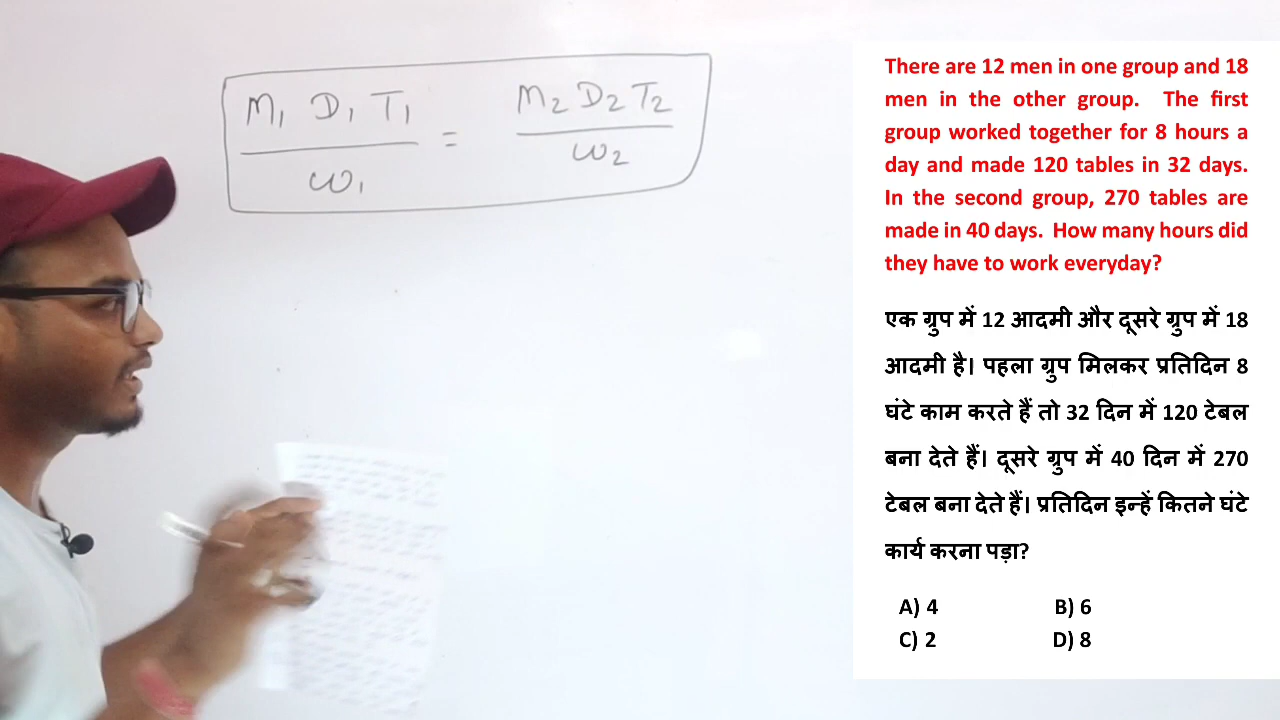 M₁ D₁ T₁ = M₂ D₂ T₂
ω₁ ω₂
There are 12 men in one group and 18
men in the other group. The first
group worked together for 8 hours a
day and made 120 tables in 32 days.
In the second group, 270 tables are
made in 40 days. How many hours did
they have to work everyday?
एक ग्रुप में 12 आदमी और दूसरे ग्रुप में 18
आदमी है। पहला ग्रुप मिलकर प्रतिदिन 8
घंटे काम करते हैं तो 32 दिन में 120 टेबल
बना देते हैं। दूसरे ग्रुप में 40 दिन में 270
टेबल बना देते हैं। प्रतिदिन इन्हें कितने घंटे
कार्य करना पड़ा?
A) 4 B) 6
C) 2 D) 8